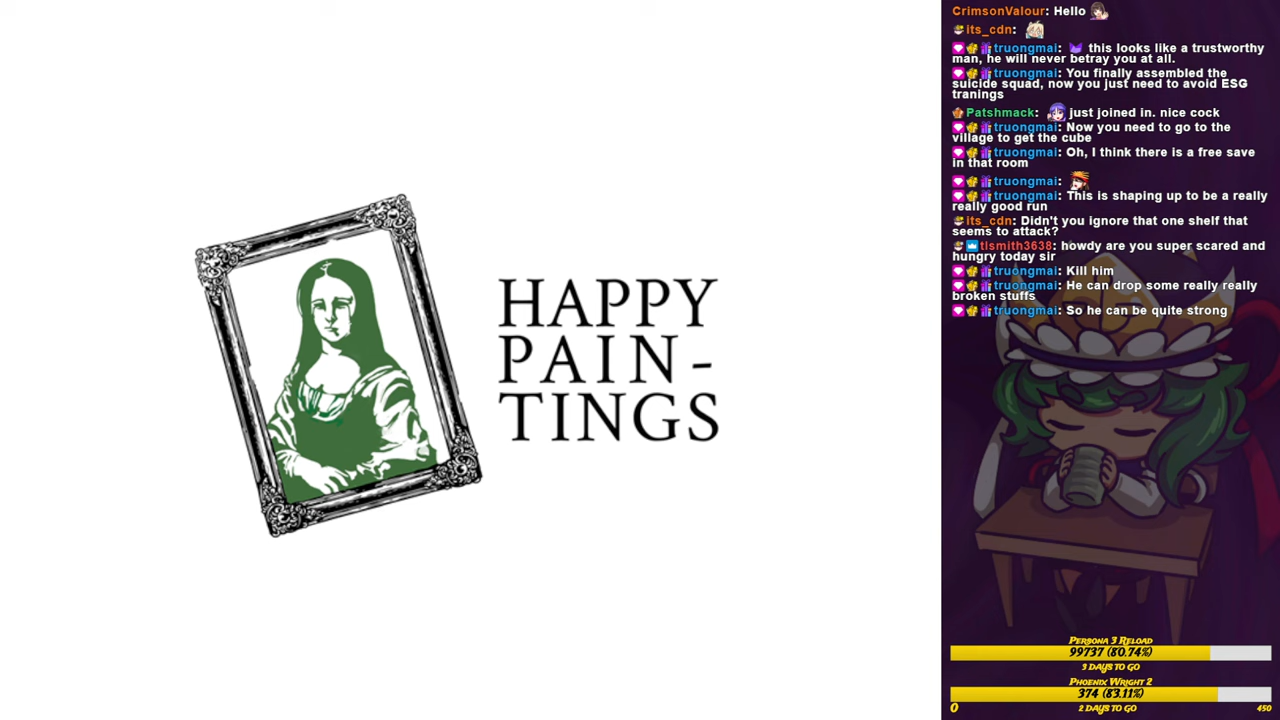 HAPPY
PAIN-
TINGS
CrimsonValour: Hello
its_cdn:
truongmai: this looks like a trustworthy
man, he will never betray you at all.
truongmai: You finally assembled the
suicide squad, now you just need to avoid ESG
tranings
Patshmack: just joined in. nice cock
truongmai: Now you need to go to the
village to get the cube
truongmai: Oh, I think there is a free save
in that room
truongmai:
truongmai: This is shaping up to be a really
really good run
its_cdn: Didn't you ignore that one shelf that
seems to attack?
tlsmith3638: howdy are you super scared and
hungry today sir
truongmai: Kill him
truongmai: He can drop some really really
broken stuffs
truongmai: So he can be quite strong
Persona 3 Reload
99737 (80.74%)
3 DAYS TO GO
Phoenix Wright 2
374 (83.11%)
0 2 DAYS TO GO 450